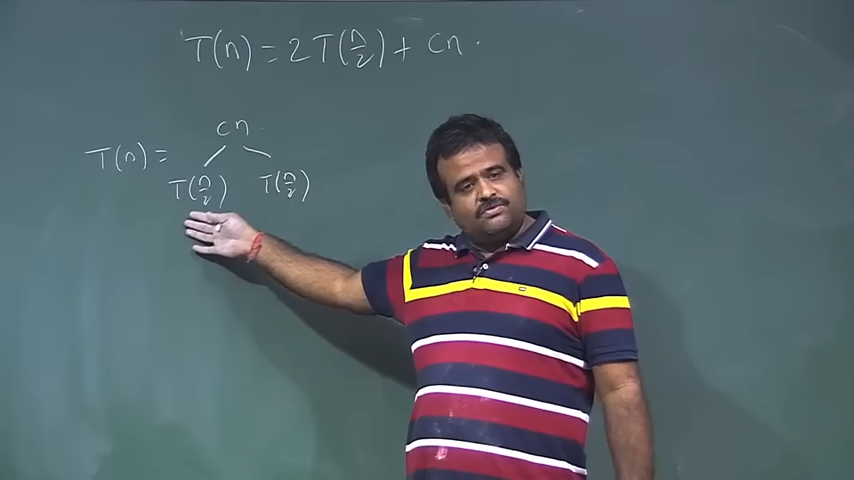 T(n) = 2T(n/2) + cn.
cn
T(n) =
T(n/2) T(n/2)